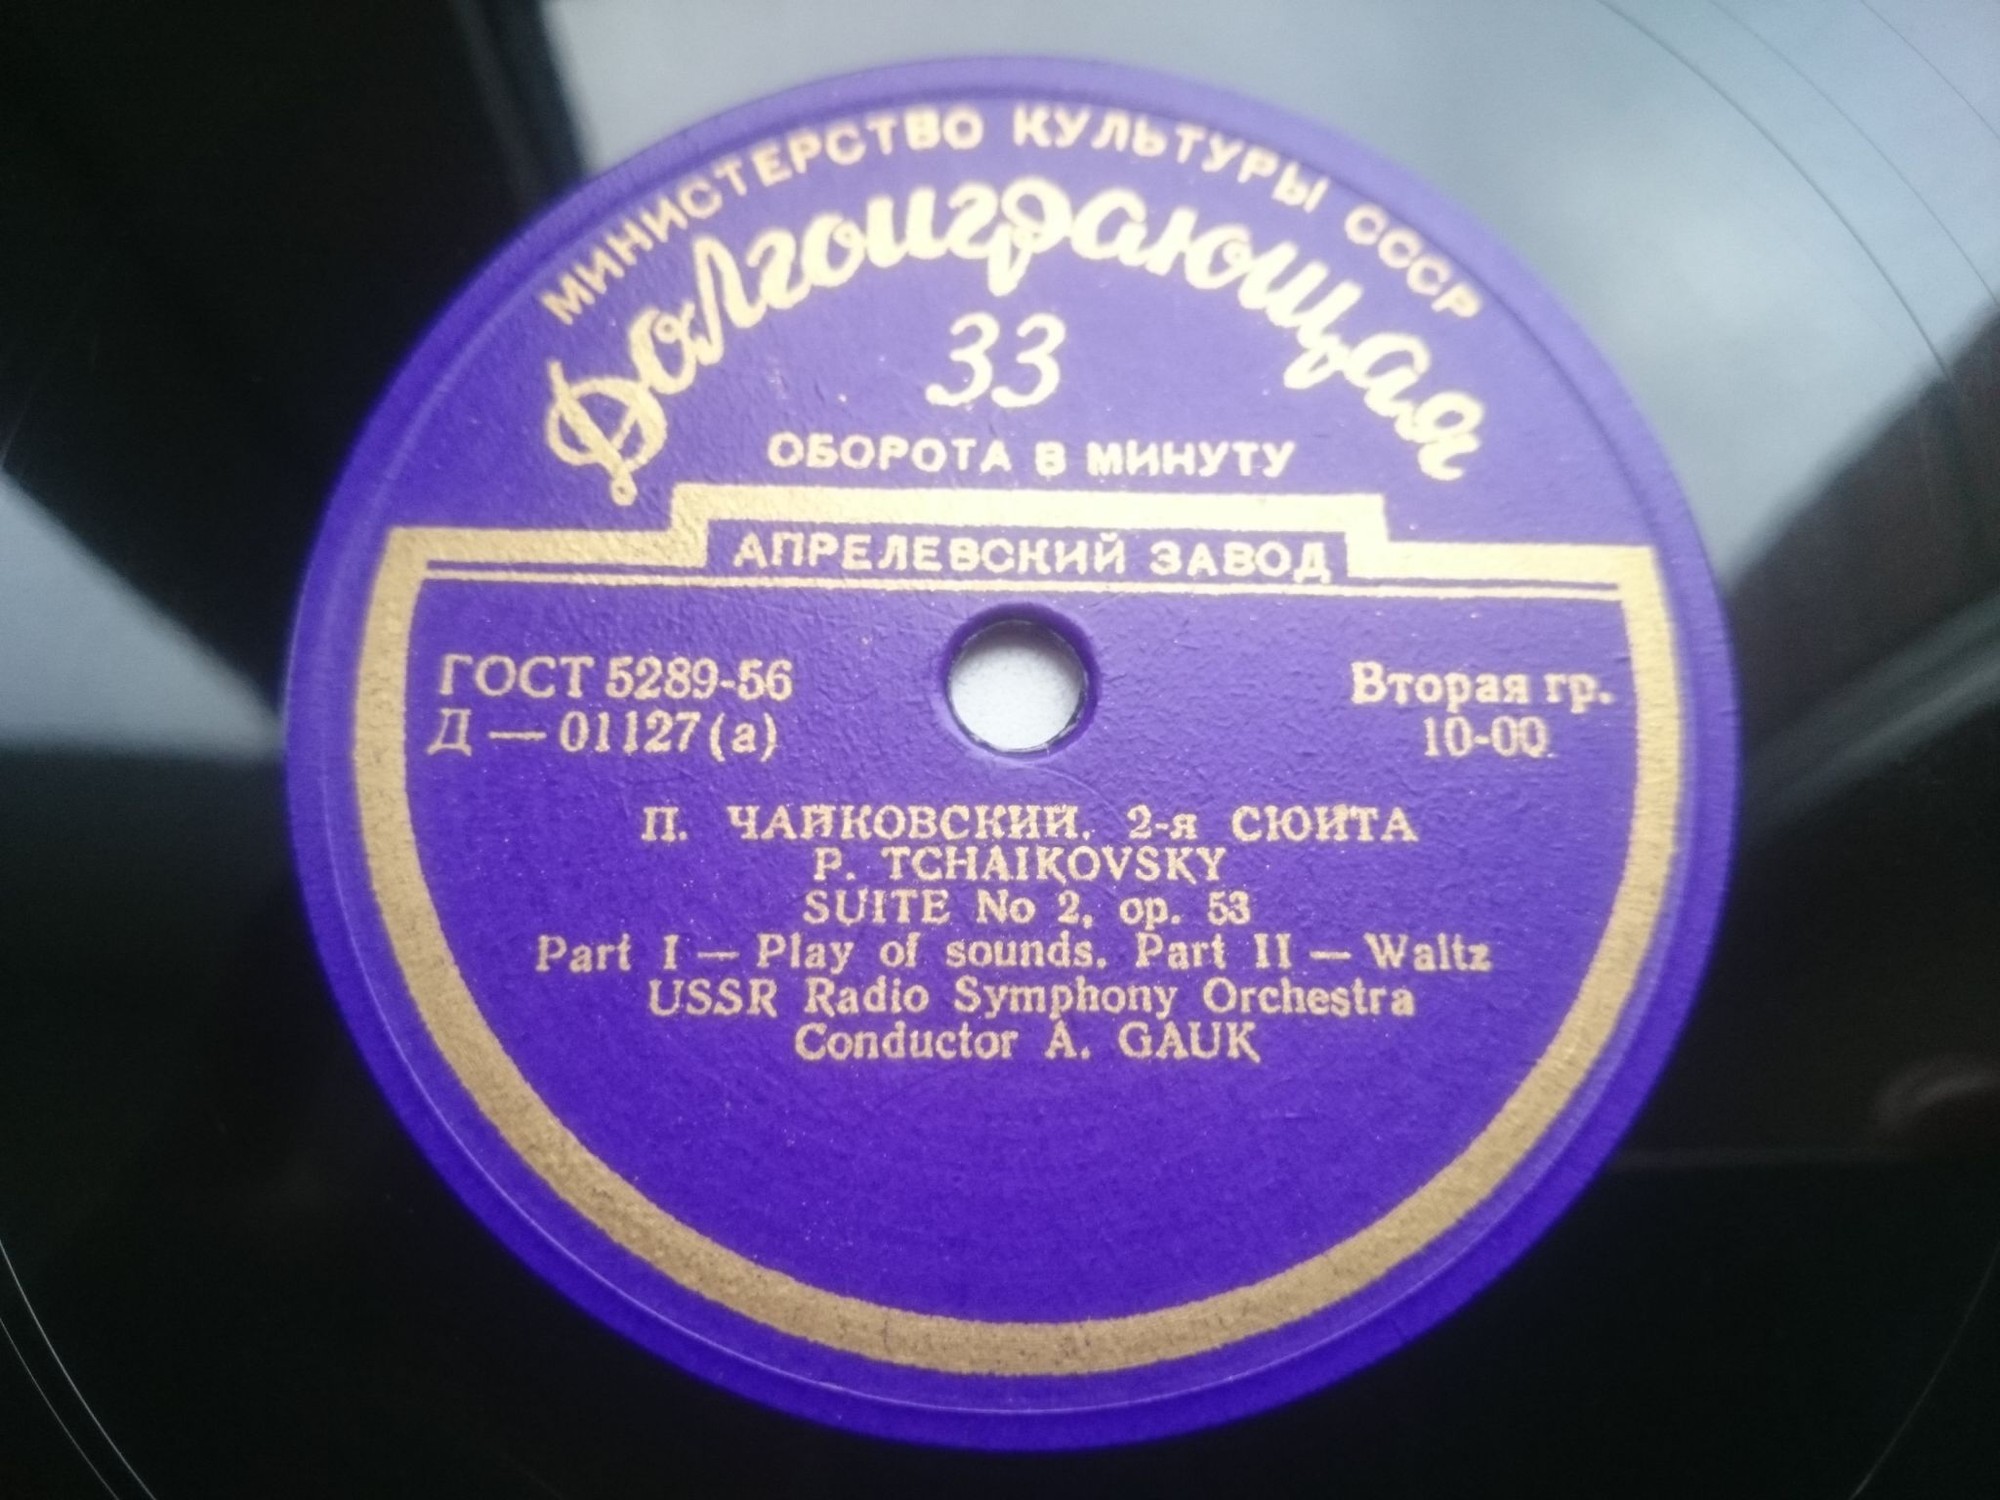 МИНИСТЕРСТВО КУЛЬТУРЫ СССР
Долгоиграющая
33
ОБОРОТА В МИНУТУ
АПРЕЛЕВСКИЙ ЗАВОД
ГОСТ 5289-56
Д — 01127 (а)
Вторая гр.
10-00.
П. ЧАЙКОВСКИЙ. 2-я СЮИТА
P. TCHAIKOVSKY
SUITE No 2, op. 53
Part I — Play of sounds. Part II — Waltz
USSR Radio Symphony Orchestra
Conductor A. GAUK